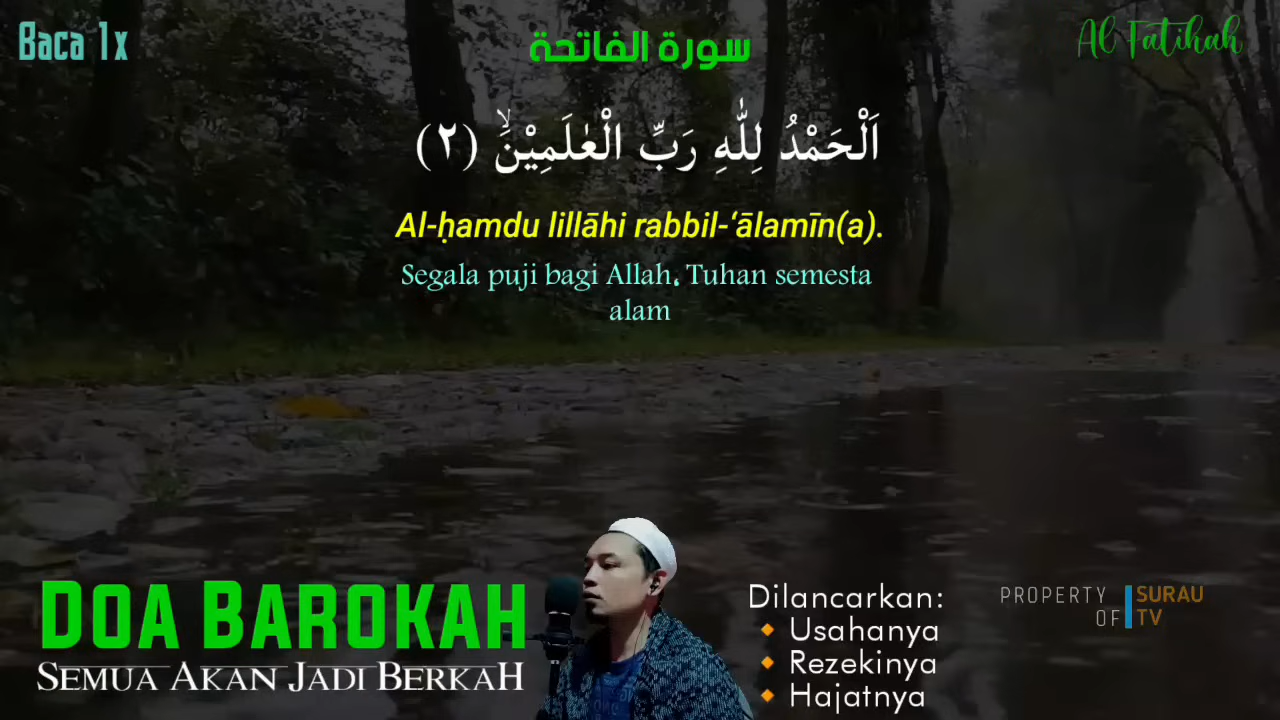 Baca 1x
سورة الفاتحة
Al Fatihah
اَلْحَمْدُ لِلّٰهِ رَبِّ الْعٰلَمِيْنَۙ (٢)
Al-ḥamdu lillāhi rabbil-‘ālamīn(a).
Segala puji bagi Allah, Tuhan semesta
alam
DOA BAROKAH
SEMUA AKAN JADI BERKAH
Dilancarkan:
🔸 Usahanya
🔸 Rezekinya
🔸 Hajatnya
PROPERTY OF
SURAU TV